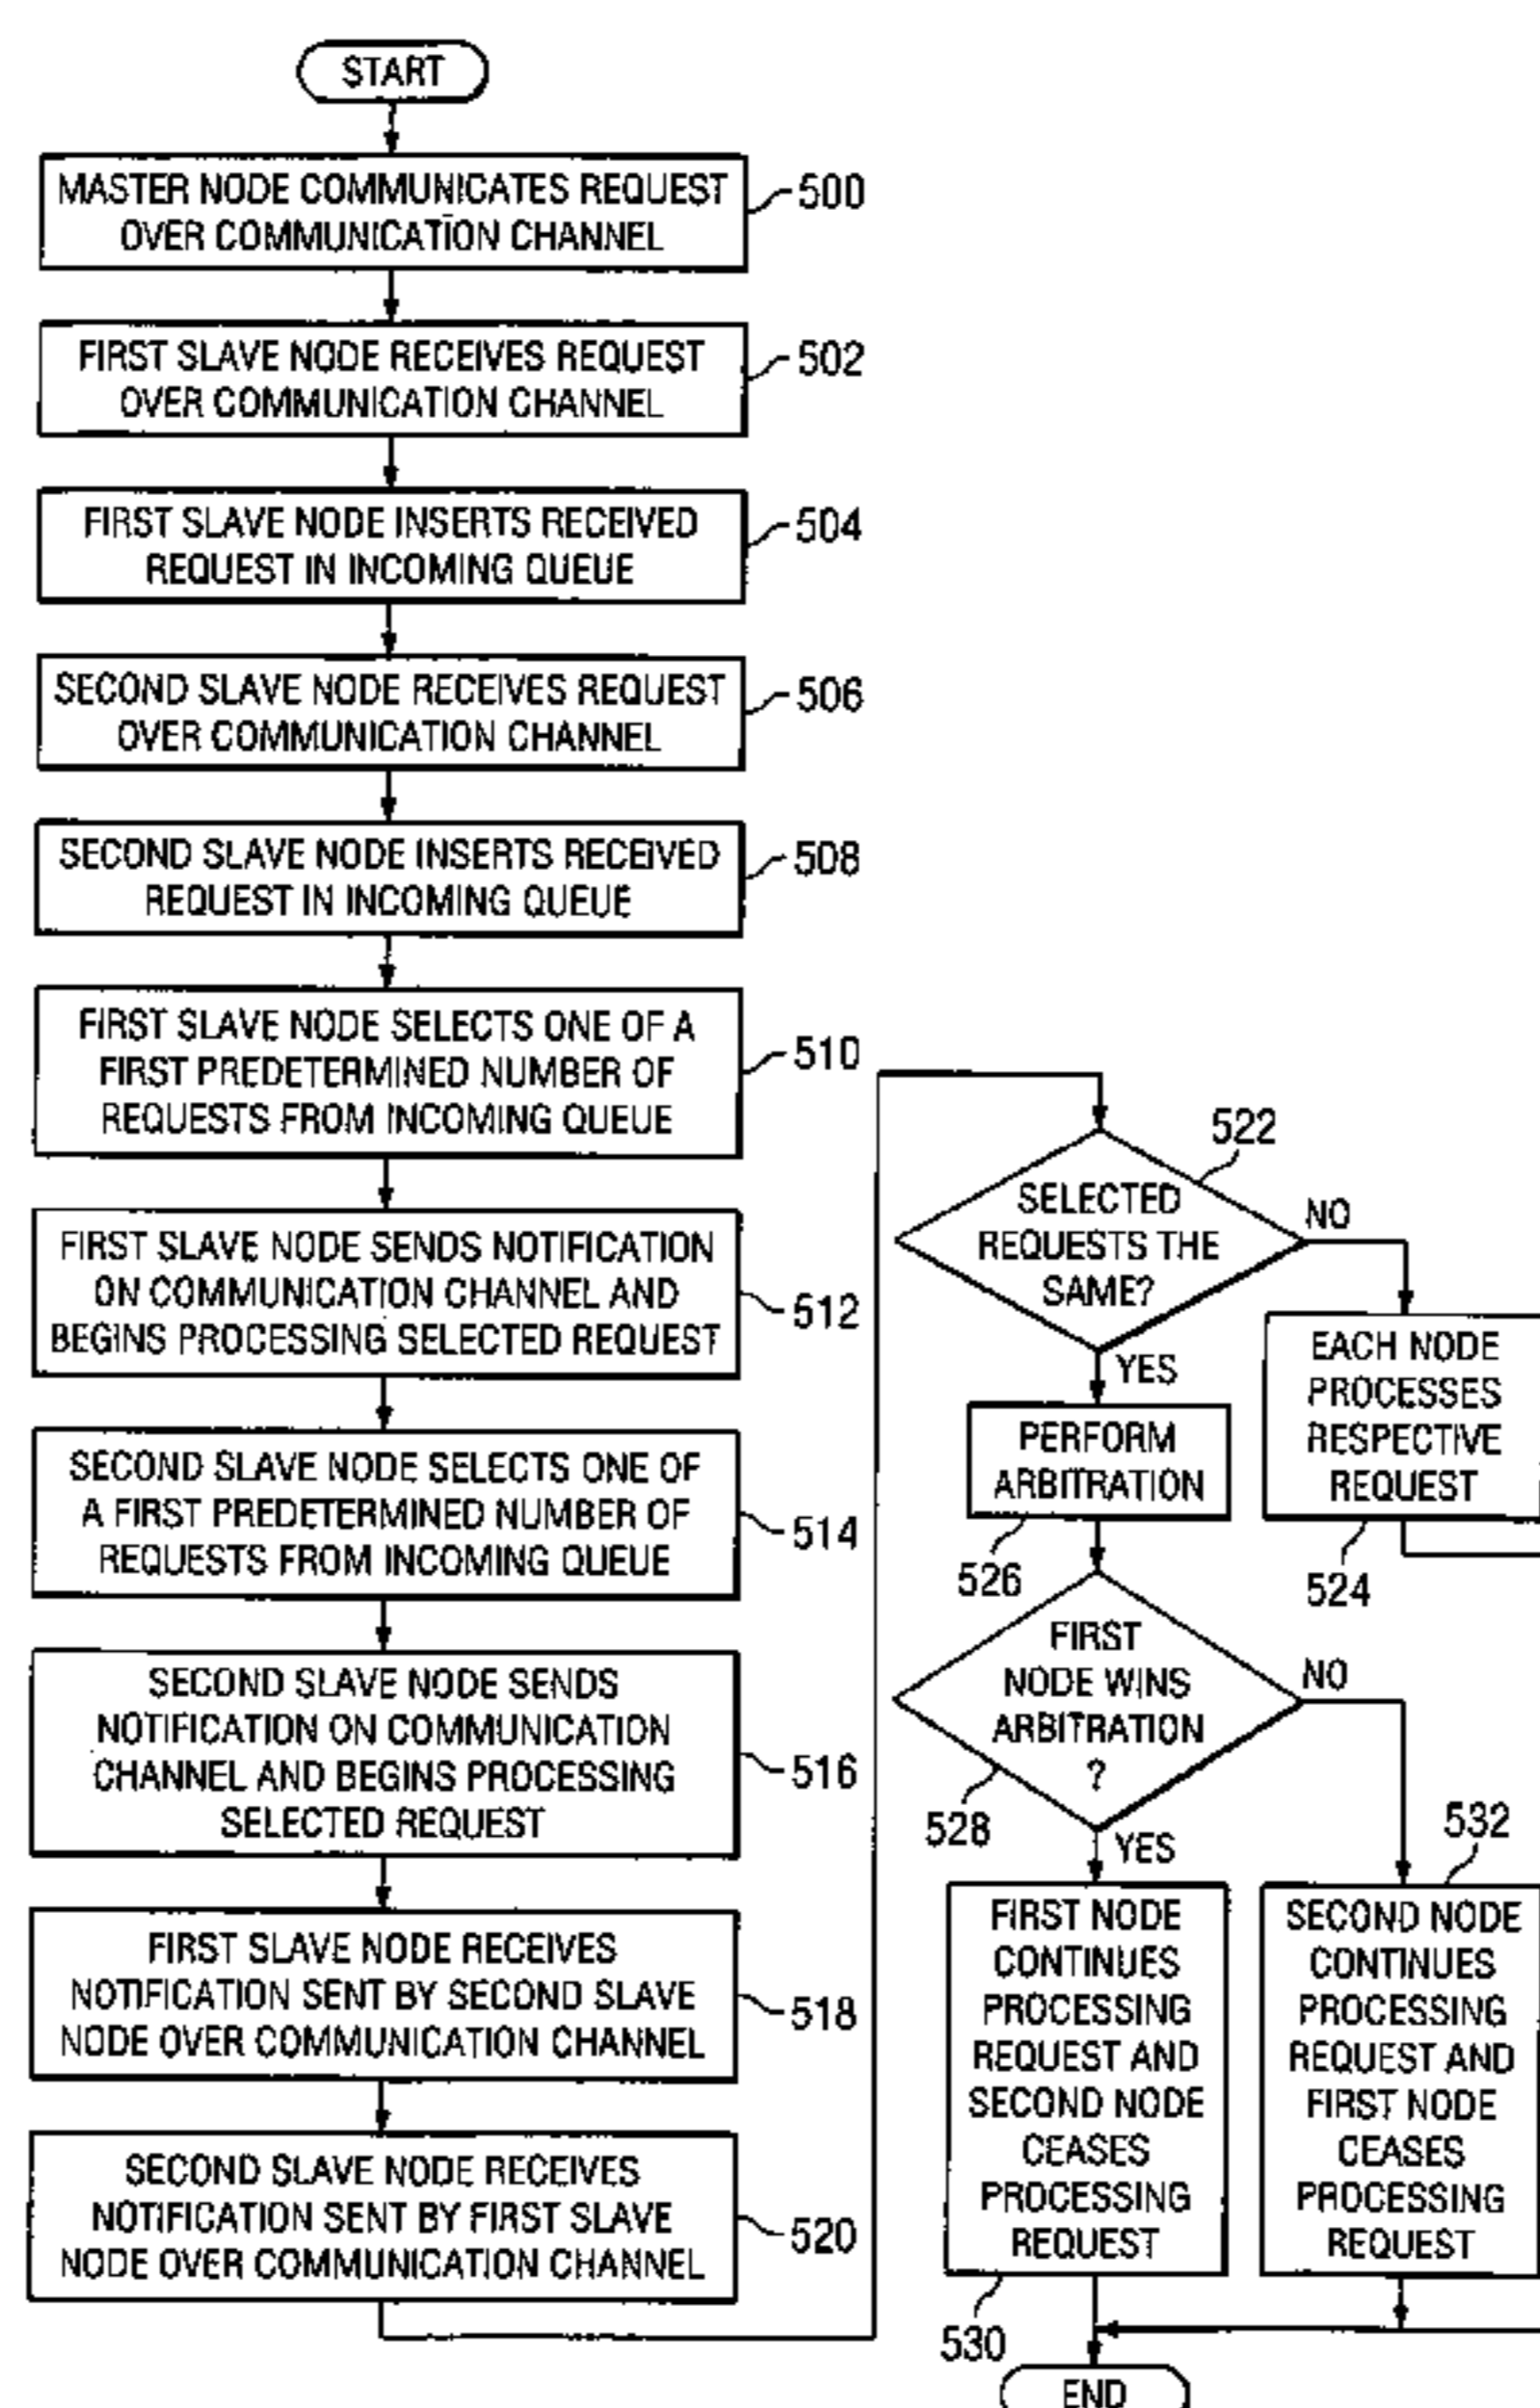 START
MASTER NODE COMMUNICATES REQUEST
OVER COMMUNICATION CHANNEL
500
FIRST SLAVE NODE RECEIVES REQUEST
OVER COMMUNICATION CHANNEL
502
FIRST SLAVE NODE INSERTS RECEIVED
REQUEST IN INCOMING QUEUE
504
SECOND SLAVE NODE RECEIVES REQUEST
OVER COMMUNICATION CHANNEL
506
SECOND SLAVE NODE INSERTS RECEIVED
REQUEST IN INCOMING QUEUE
508
FIRST SLAVE NODE SELECTS ONE OF A
FIRST PREDETERMINED NUMBER OF
REQUESTS FROM INCOMING QUEUE
510
FIRST SLAVE NODE SENDS NOTIFICATION
ON COMMUNICATION CHANNEL AND
BEGINS PROCESSING SELECTED REQUEST
512
SECOND SLAVE NODE SELECTS ONE OF
A FIRST PREDETERMINED NUMBER OF
REQUESTS FROM INCOMING QUEUE
514
SECOND SLAVE NODE SENDS
NOTIFICATION ON COMMUNICATION
CHANNEL AND BEGINS PROCESSING
SELECTED REQUEST
516
FIRST SLAVE NODE RECEIVES
NOTIFICATION SENT BY SECOND SLAVE
NODE OVER COMMUNICATION CHANNEL
518
SECOND SLAVE NODE RECEIVES
NOTIFICATION SENT BY FIRST SLAVE
NODE OVER COMMUNICATION CHANNEL
520
522
SELECTED
REQUESTS THE
SAME?
NO
YES
EACH NODE
PROCESSES
RESPECTIVE
REQUEST
524
PERFORM
ARBITRATION
526
FIRST
NODE WINS
ARBITRATION
?
NO
528
YES
532
FIRST NODE
CONTINUES
PROCESSING
REQUEST AND
SECOND NODE
CEASES
PROCESSING
REQUEST
530
SECOND NODE
CONTINUES
PROCESSING
REQUEST AND
FIRST NODE
CEASES
PROCESSING
REQUEST
END